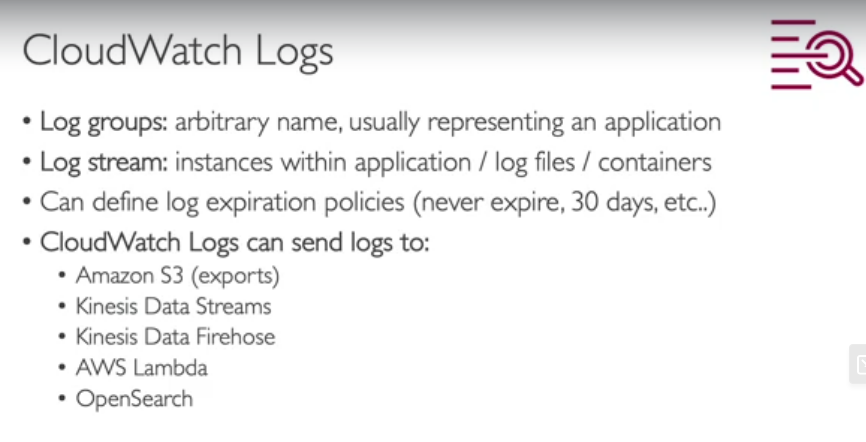 CloudWatch Logs
• Log groups: arbitrary name, usually representing an application
• Log stream: instances within application / log files / containers
• Can define log expiration policies (never expire, 30 days, etc..)
• CloudWatch Logs can send logs to:
• Amazon S3 (exports)
• Kinesis Data Streams
• Kinesis Data Firehose
• AWS Lambda
• OpenSearch